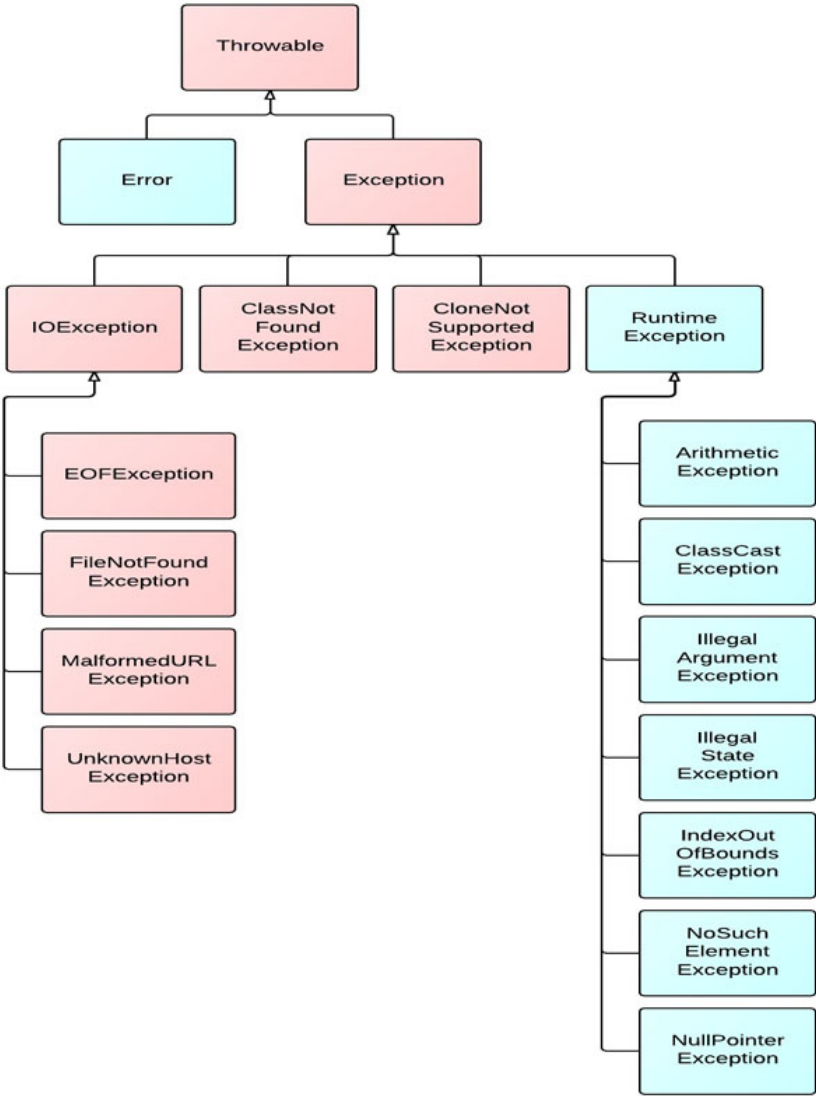 Throwable
Error
Exception
IOException
ClassNot
Found
Exception
CloneNot
Supported
Exception
Runtime
Exception
EOFException
FileNotFound
Exception
MalformedURL
Exception
UnknownHost
Exception
Arithmetic
Exception
ClassCast
Exception
Illegal
Argument
Exception
Illegal
State
Exception
IndexOut
OfBounds
Exception
NoSuch
Element
Exception
NullPointer
Exception